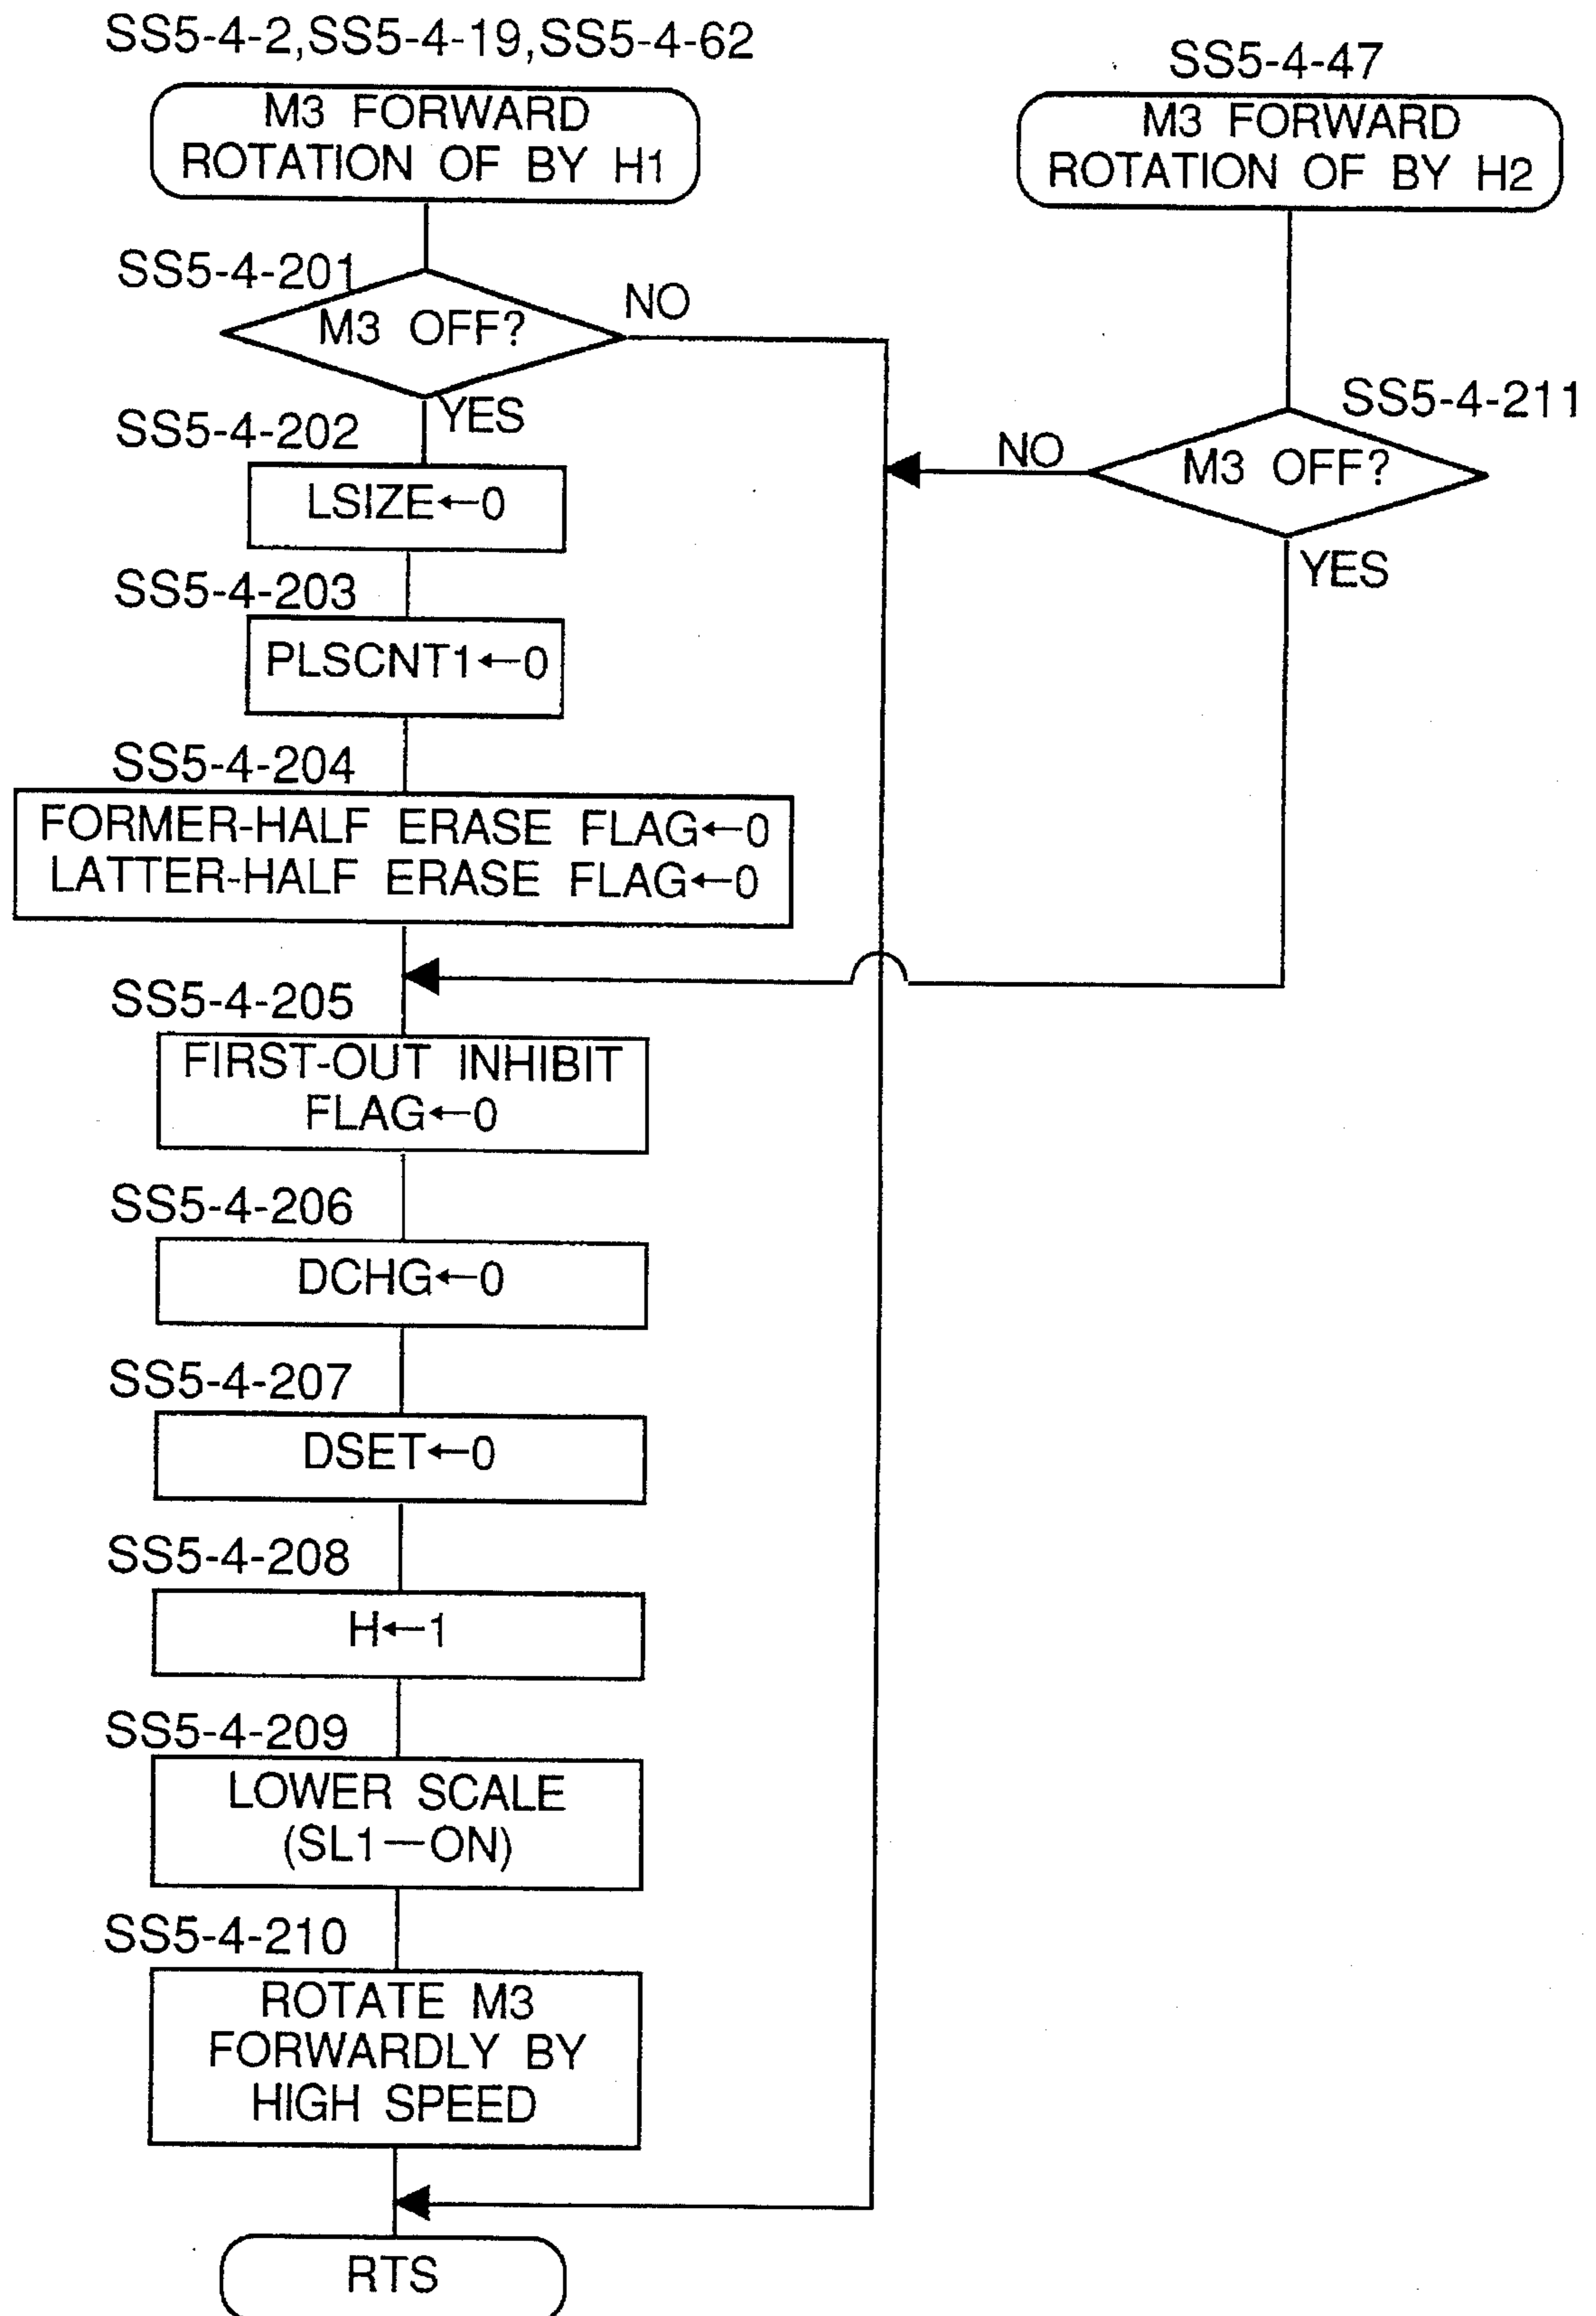 SS5-4-2,SS5-4-19,SS5-4-62
M3 FORWARD
ROTATION OF BY H1
SS5-4-47
M3 FORWARD
ROTATION OF BY H2
SS5-4-201
M3 OFF?
NO
YES
SS5-4-211
M3 OFF?
NO
YES
SS5-4-202
LSIZE←0
SS5-4-203
PLSCNT1←0
SS5-4-204
FORMER-HALF ERASE FLAG←0
LATTER-HALF ERASE FLAG←0
SS5-4-205
FIRST-OUT INHIBIT
FLAG←0
SS5-4-206
DCHG←0
SS5-4-207
DSET←0
SS5-4-208
H←1
SS5-4-209
LOWER SCALE
(SL1—ON)
SS5-4-210
ROTATE M3
FORWARDLY BY
HIGH SPEED
RTS